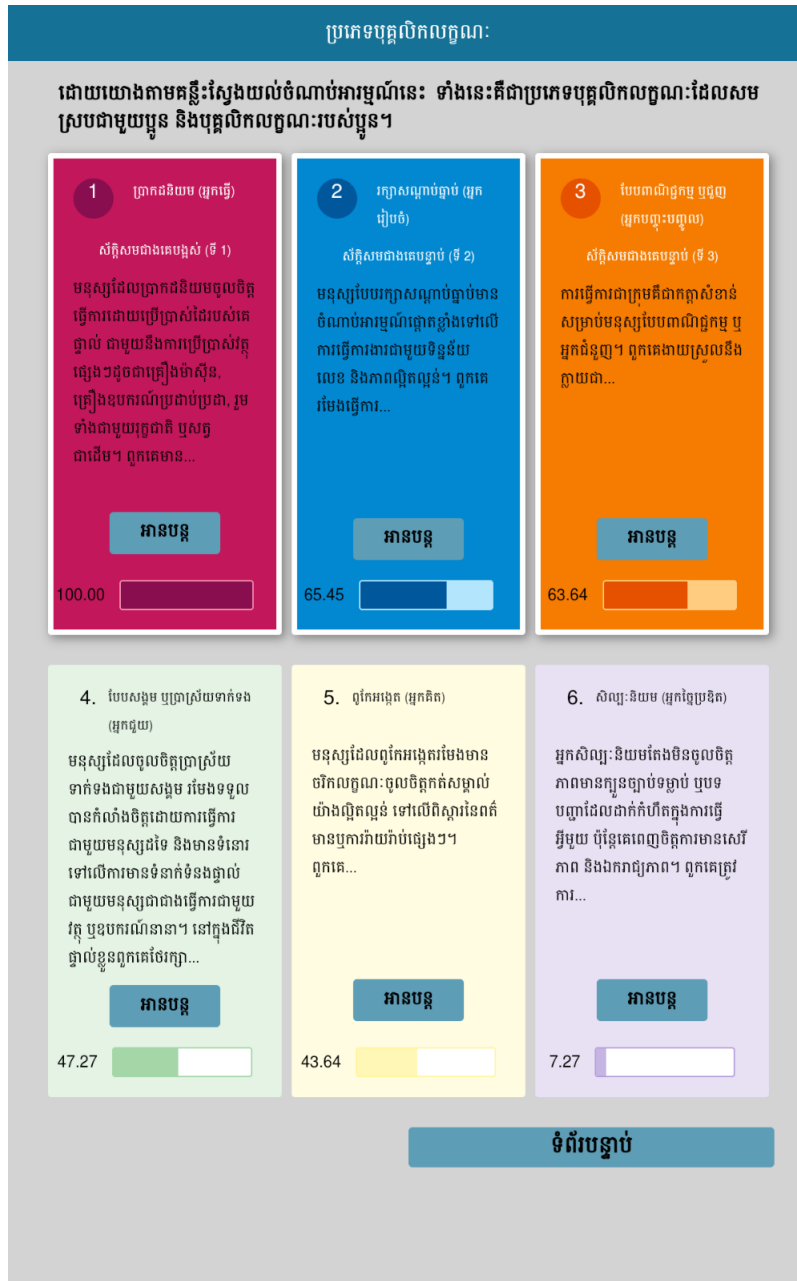 ប្រភេទបុគ្គលិកលក្ខណៈ
ដោយយោងតាមគន្លឹះស្វែងយល់ចំណាប់អារម្មណ៍នេះ ទាំងនេះគឺជាប្រភេទបុគ្គលិកលក្ខណៈដែលសម
ស្របជាមួយប្អូន និងបុគ្គលិកលក្ខណៈរបស់ប្អូន។
1 ប្រាកដនិយម (អ្នកធ្វើ)
ស័ក្តិសមជាងគេបង្អស់ (ទី 1)
មនុស្សដែលប្រាកដនិយមចូលចិត្ត
ធ្វើការដោយប្រើប្រាស់ដៃរបស់គេ
ផ្ទាល់ ជាមួយនឹងការប្រើប្រាស់វត្ថុ
ផ្សេងៗដូចជាគ្រឿងម៉ាស៊ីន,
គ្រឿងឧបករណ៍ប្រដាប់ប្រដា, រួម
ទាំងជាមួយរុក្ខជាតិ ឬសត្វ
ជាដើម។ ពួកគេមាន...
អានបន្ត
100.00
2 រក្សាសណ្តាប់ធ្នាប់ (អ្នក
រៀបចំ)
ស័ក្តិសមជាងគេបន្ទាប់ (ទី 2)
មនុស្សបែបរក្សាសណ្តាប់ធ្នាប់មាន
ចំណាប់អារម្មណ៍ផ្តោតខ្លាំងទៅលើ
ការធ្វើការងារជាមួយទិន្នន័យ
លេខ និងភាពល្អិតល្អន់។ ពួកគេ
រមែងធ្វើការ...
អានបន្ត
65.45
3 បែបពាណិជ្ជកម្ម ឬជួញ
(អ្នកបញ្ចុះបញ្ចូល)
ស័ក្តិសមជាងគេបន្ទាប់ (ទី 3)
ការធ្វើការជាក្រុមគឺជាកត្តាសំខាន់
សម្រាប់មនុស្សបែបពាណិជ្ជកម្ម ឬ
អ្នកជំនួញ។ ពួកគេងាយស្រួលនឹង
ក្លាយជា...
អានបន្ត
63.64
4. បែបសង្គម ឬប្រាស្រ័យទាក់ទង
(អ្នកជួយ)
មនុស្សដែលចូលចិត្តប្រាស្រ័យ
ទាក់ទងជាមួយសង្គម រមែងទទួល
បានកំលាំងចិត្តដោយការធ្វើការ
ជាមួយមនុស្សដទៃ និងមានទំនោរ
ទៅលើការមានទំនាក់ទំនងផ្ទាល់
ជាមួយមនុស្សជាជាងធ្វើការជាមួយ
វត្ថុ ឬឧបករណ៍នានា។ នៅក្នុងជីវិត
ផ្ទាល់ខ្លួនពួកគេថែរក្សា...
អានបន្ត
47.27
5. ពូកែអង្កេត (អ្នកគិត)
មនុស្សដែលពូកែអង្កេតរមែងមាន
ចរិកលក្ខណៈចូលចិត្តកត់សម្គាល់
យ៉ាងល្អិតល្អន់ ទៅលើពិស្តារនៃពត៌
មានឬការរ៉ាយរ៉ាប់ផ្សេងៗ។
ពួកគេ...
អានបន្ត
43.64
6. សិល្បៈនិយម (អ្នកច្នៃប្រឌិត)
អ្នកសិល្បៈនិយមតែងមិនចូលចិត្ត
ភាពមានក្បួនច្បាប់ទម្លាប់ ឬបទ
បញ្ជាដែលដាក់កំហឹតក្នុងការធ្វើ
អ្វីមួយ ប៉ុន្តែគេពេញចិត្តការមានសេរី
ភាព និងឯករាជ្យភាព។ ពួកគេត្រូវ
ការ...
អានបន្ត
7.27
ទំព័របន្ទាប់